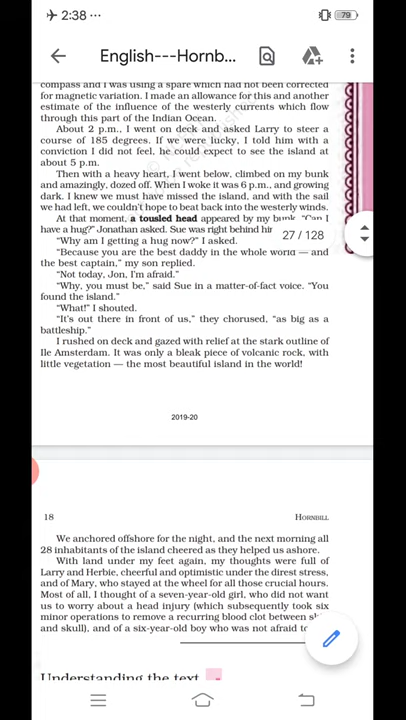 2:38
79
English---Hornb...
compass and I was using a spare which had not been corrected
for magnetic variation. I made an allowance for this and another
estimate of the influence of the westerly currents which flow
through this part of the Indian Ocean.
About 2 p.m., I went on deck and asked Larry to steer a
course of 185 degrees. If we were lucky, I told him with a
conviction I did not feel, he could expect to see the island at
about 5 p.m.
Then with a heavy heart, I went below, climbed on my bunk
and amazingly, dozed off. When I woke it was 6 p.m., and growing
dark. I knew we must have missed the island, and with the sail
we had left, we couldn't hope to beat back into the westerly winds.
At that moment, a tousled head appeared by my bunk. "Can I
have a hug?" Jonathan asked. Sue was right behind
27 / 128
"Why am I getting a hug now?" I asked.
"Because you are the best daddy in the whole world — and
the best captain," my son replied.
"Not today, Jon, I'm afraid."
"Why, you must be," said Sue in a matter-of-fact voice. "You
found the island."
"What!" I shouted.
"It's out there in front of us," they chorused, "as big as a
battleship."
I rushed on deck and gazed with relief at the stark outline of
Ile Amsterdam. It was only a bleak piece of volcanic rock, with
little vegetation — the most beautiful island in the world!
2019-20
18 HORNBILL
We anchored offshore for the night, and the next morning all
28 inhabitants of the island cheered as they helped us ashore.
With land under my feet again, my thoughts were full of
Larry and Herbie, cheerful and optimistic under the direst stress,
and of Mary, who stayed at the wheel for all those crucial hours.
Most of all, I thought of a seven-year-old girl, who did not want
us to worry about a head injury (which subsequently took six
minor operations to remove a recurring blood clot between
and skull), and of a six-year-old boy who was not afraid
Understanding the text